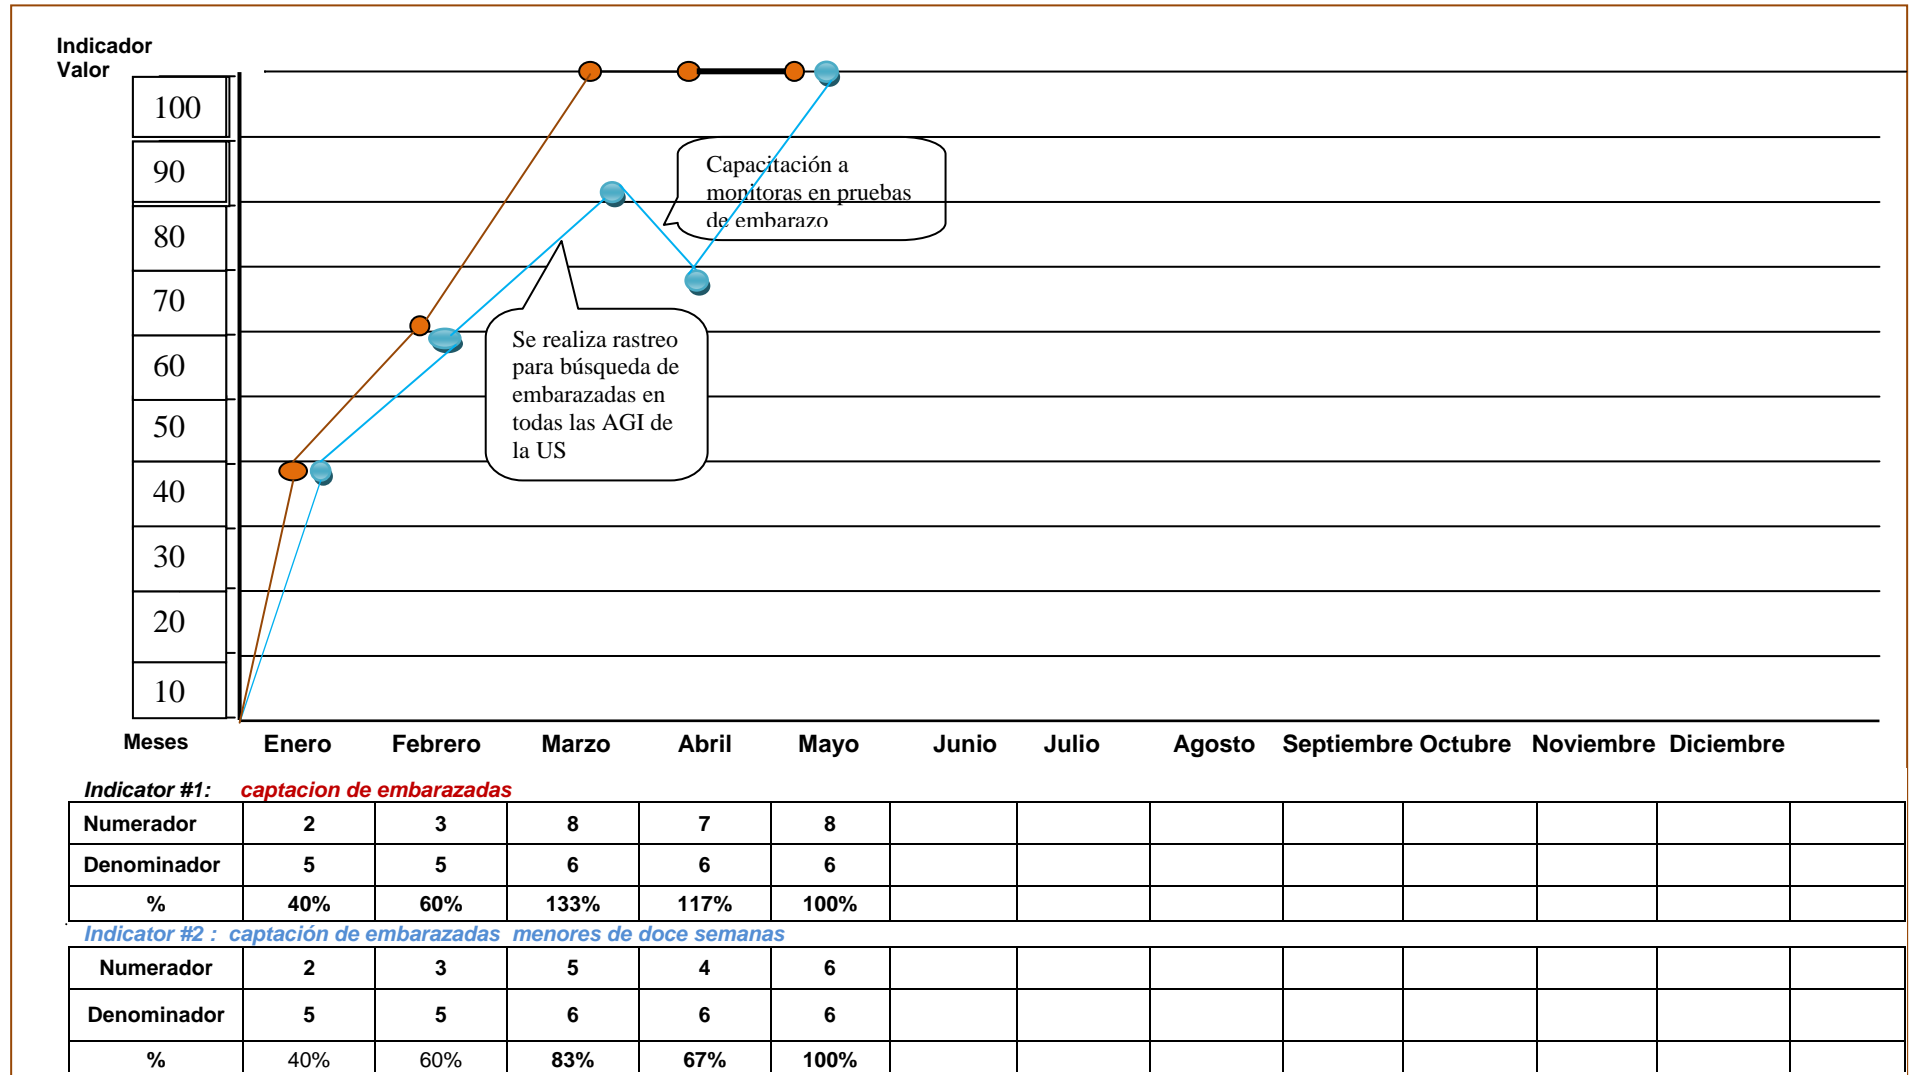 Indicador
Valor
100
90
80
70
60
50
40
30
20
10
Capacitación a
monitoras en pruebas
de embarazo
Se realiza rastreo
para búsqueda de
embarazadas en
todas las AGI de
la US
Meses Enero Febrero Marzo Abril Mayo Junio Julio Agosto Septiembre Octubre Noviembre Diciembre
Indicator #1: captacion de embarazadas
Numerador 2 3 8 7 8
Denominador 5 5 6 6 6
% 40% 60% 133% 117% 100%
Indicator #2 : captación de embarazadas menores de doce semanas
Numerador 2 3 5 4 6
Denominador 5 5 6 6 6
% 40% 60% 83% 67% 100%